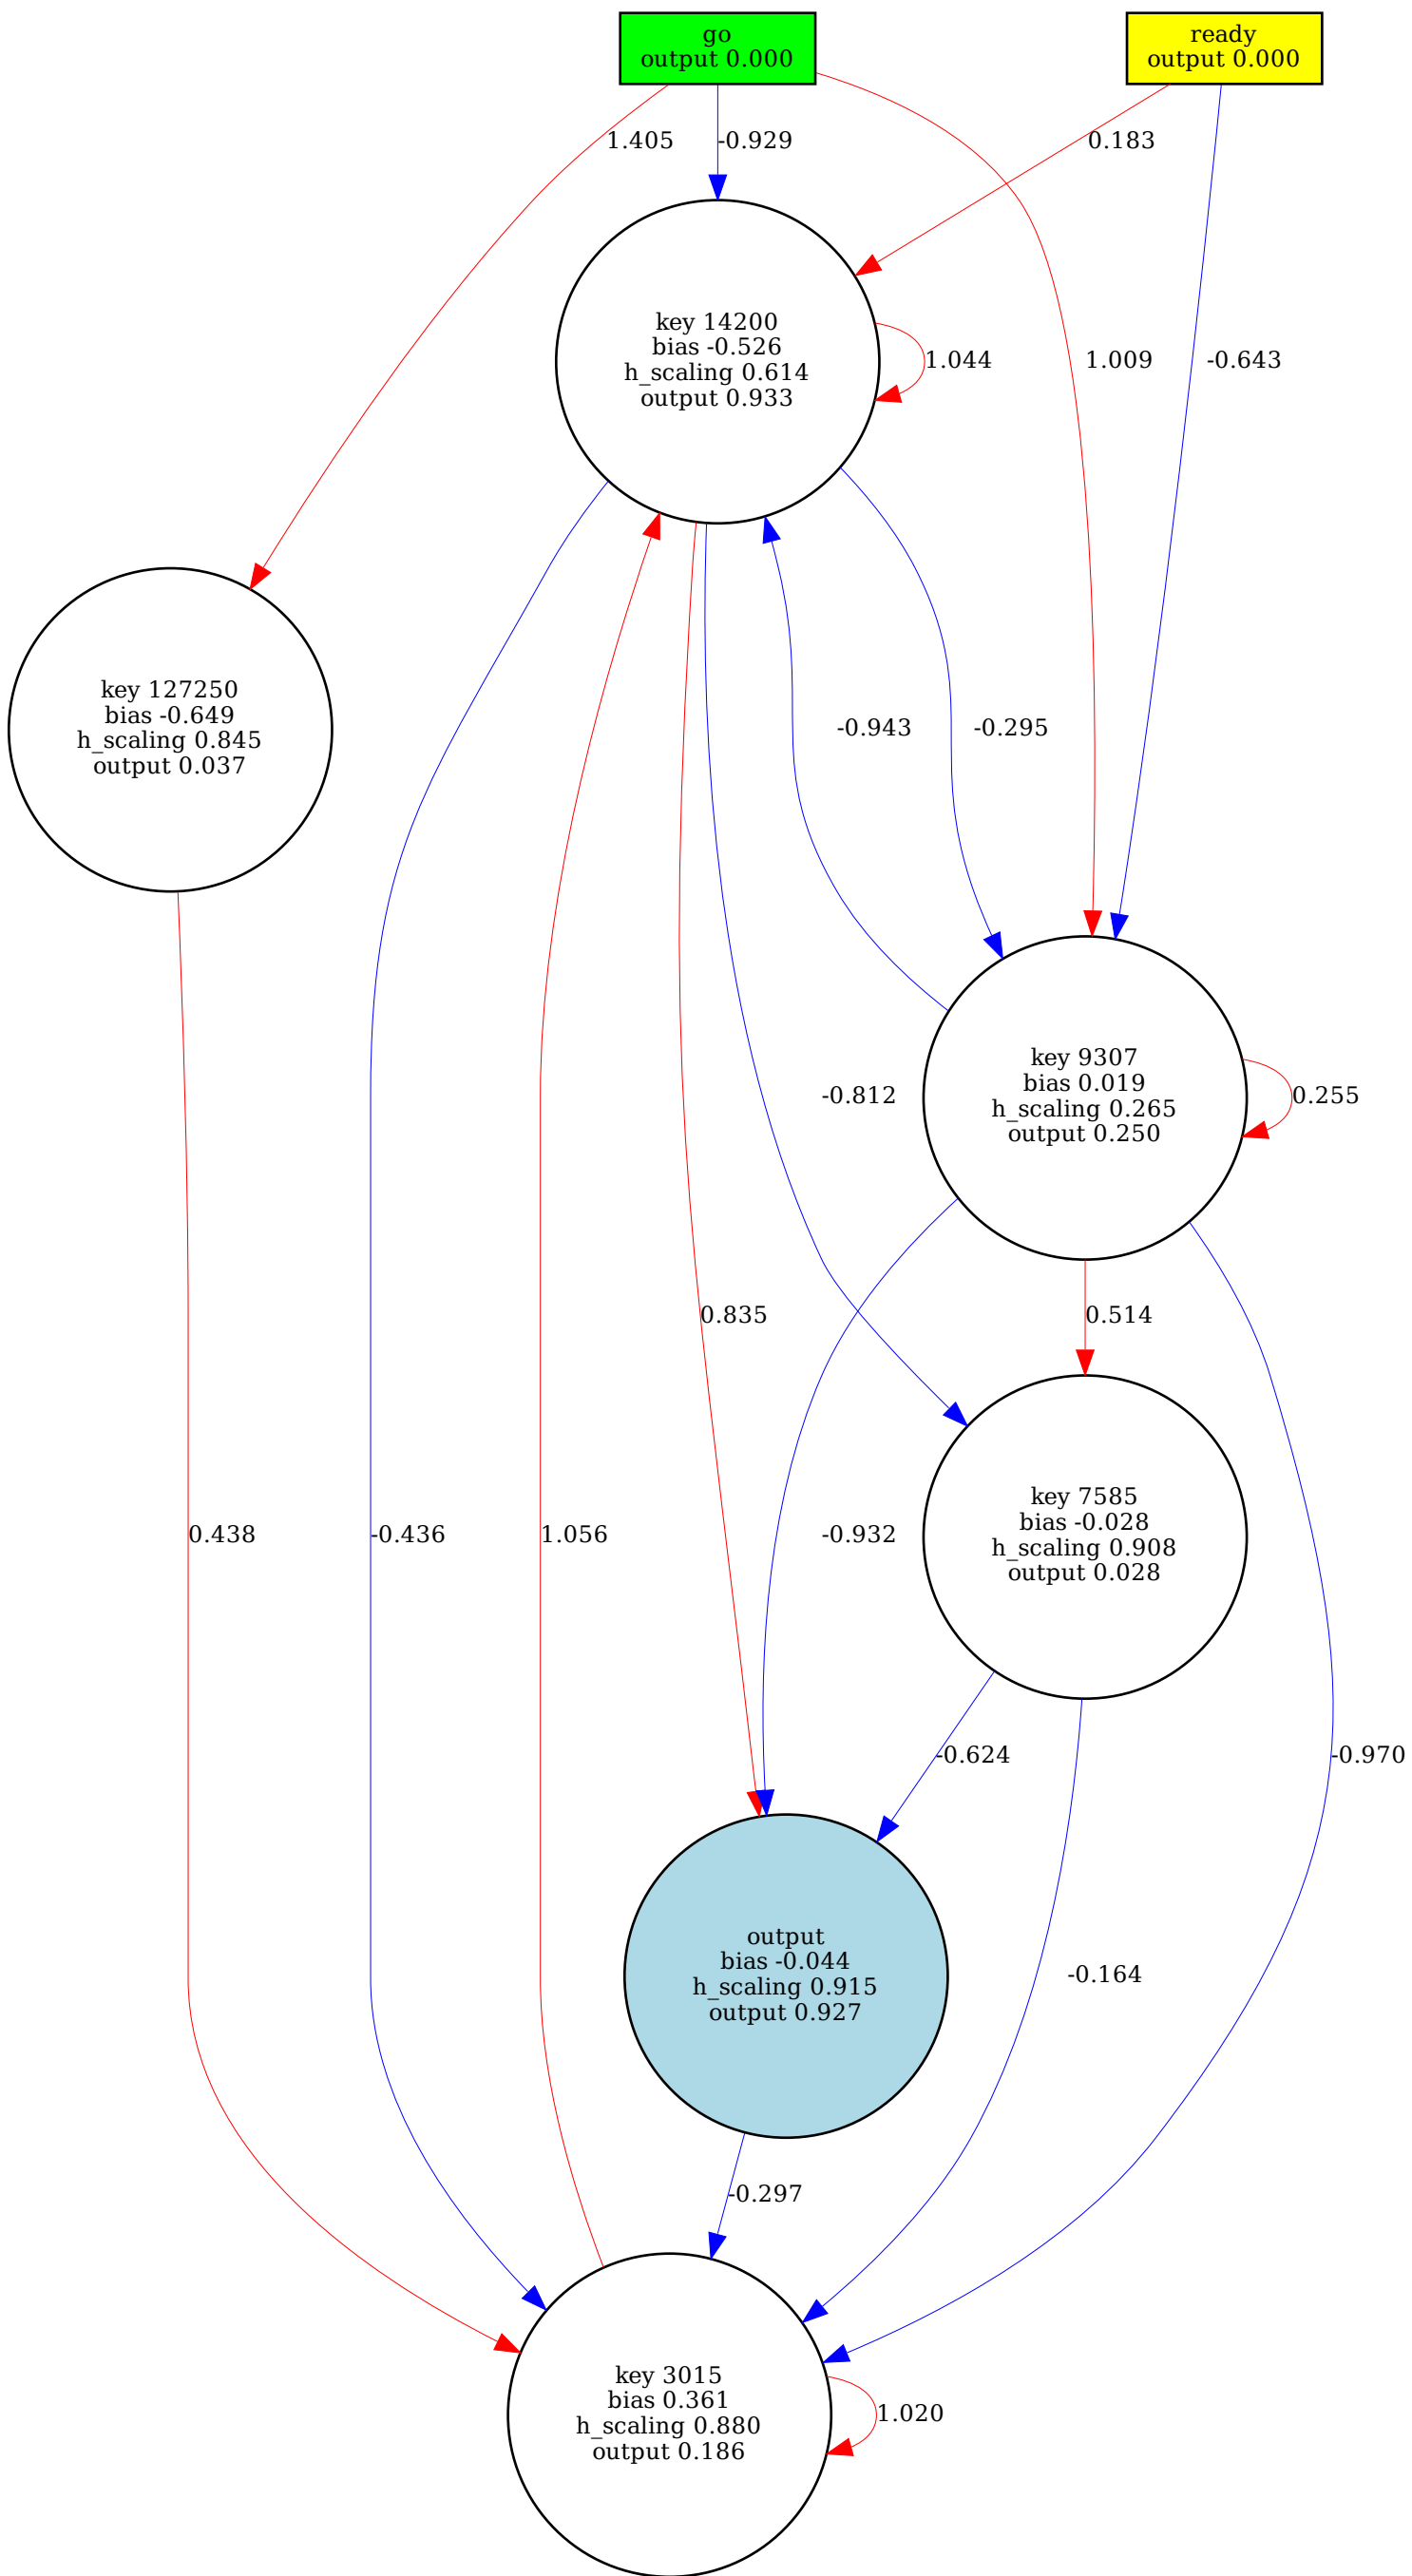 go
output 0.000
ready
output 0.000
1.405
-0.929
0.183
key 14200
bias -0.526
h_scaling 0.614
output 0.933
1.044
1.009
-0.643
key 127250
bias -0.649
h_scaling 0.845
output 0.037
-0.943
-0.295
key 9307
bias 0.019
h_scaling 0.265
output 0.250
-0.812
0.255
0.835
0.514
key 7585
bias -0.028
h_scaling 0.908
output 0.028
0.438
-0.436
1.056
-0.932
-0.624
-0.970
output
bias -0.044
h_scaling 0.915
output 0.927
-0.164
-0.297
key 3015
bias 0.361
h_scaling 0.880
output 0.186
1.020